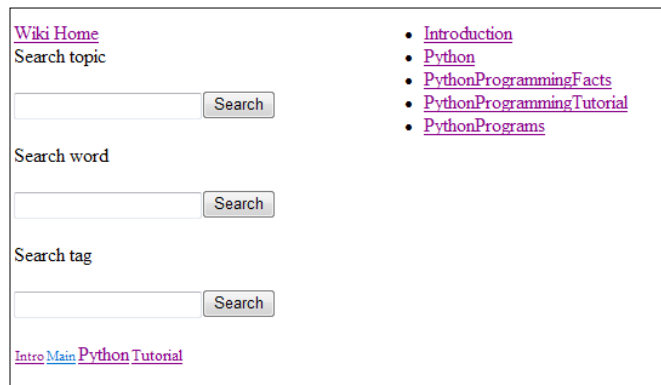 Wiki Home
Search topic
Search
Search word
Search
Search tag
Search
Intro Main Python Tutorial
Introduction
Python
PythonProgrammingFacts
PythonProgrammingTutorial
PythonPrograms